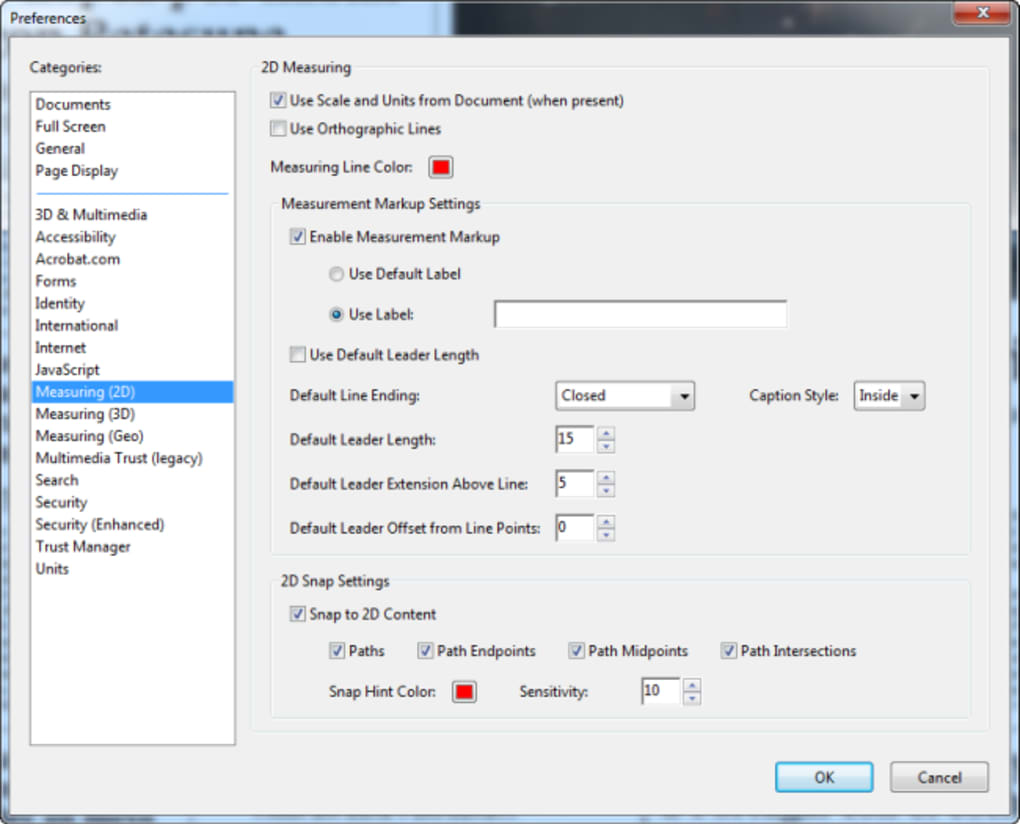 Preferences
Categories:
Documents
Full Screen
General
Page Display
3D & Multimedia
Accessibility
Acrobat.com
Forms
Identity
International
Internet
JavaScript
Measuring (2D)
Measuring (3D)
Measuring (Geo)
Multimedia Trust (legacy)
Search
Security
Security (Enhanced)
Trust Manager
Units
2D Measuring
Use Scale and Units from Document (when present)
Use Orthographic Lines
Measuring Line Color:
Measurement Markup Settings
Enable Measurement Markup
Use Default Label
Use Label:
Use Default Leader Length
Default Line Ending: Closed Caption Style: Inside
Default Leader Length: 15
Default Leader Extension Above Line: 5
Default Leader Offset from Line Points: 0
2D Snap Settings
Snap to 2D Content
Paths Path Endpoints Path Midpoints Path Intersections
Snap Hint Color: Sensitivity: 10
OK Cancel